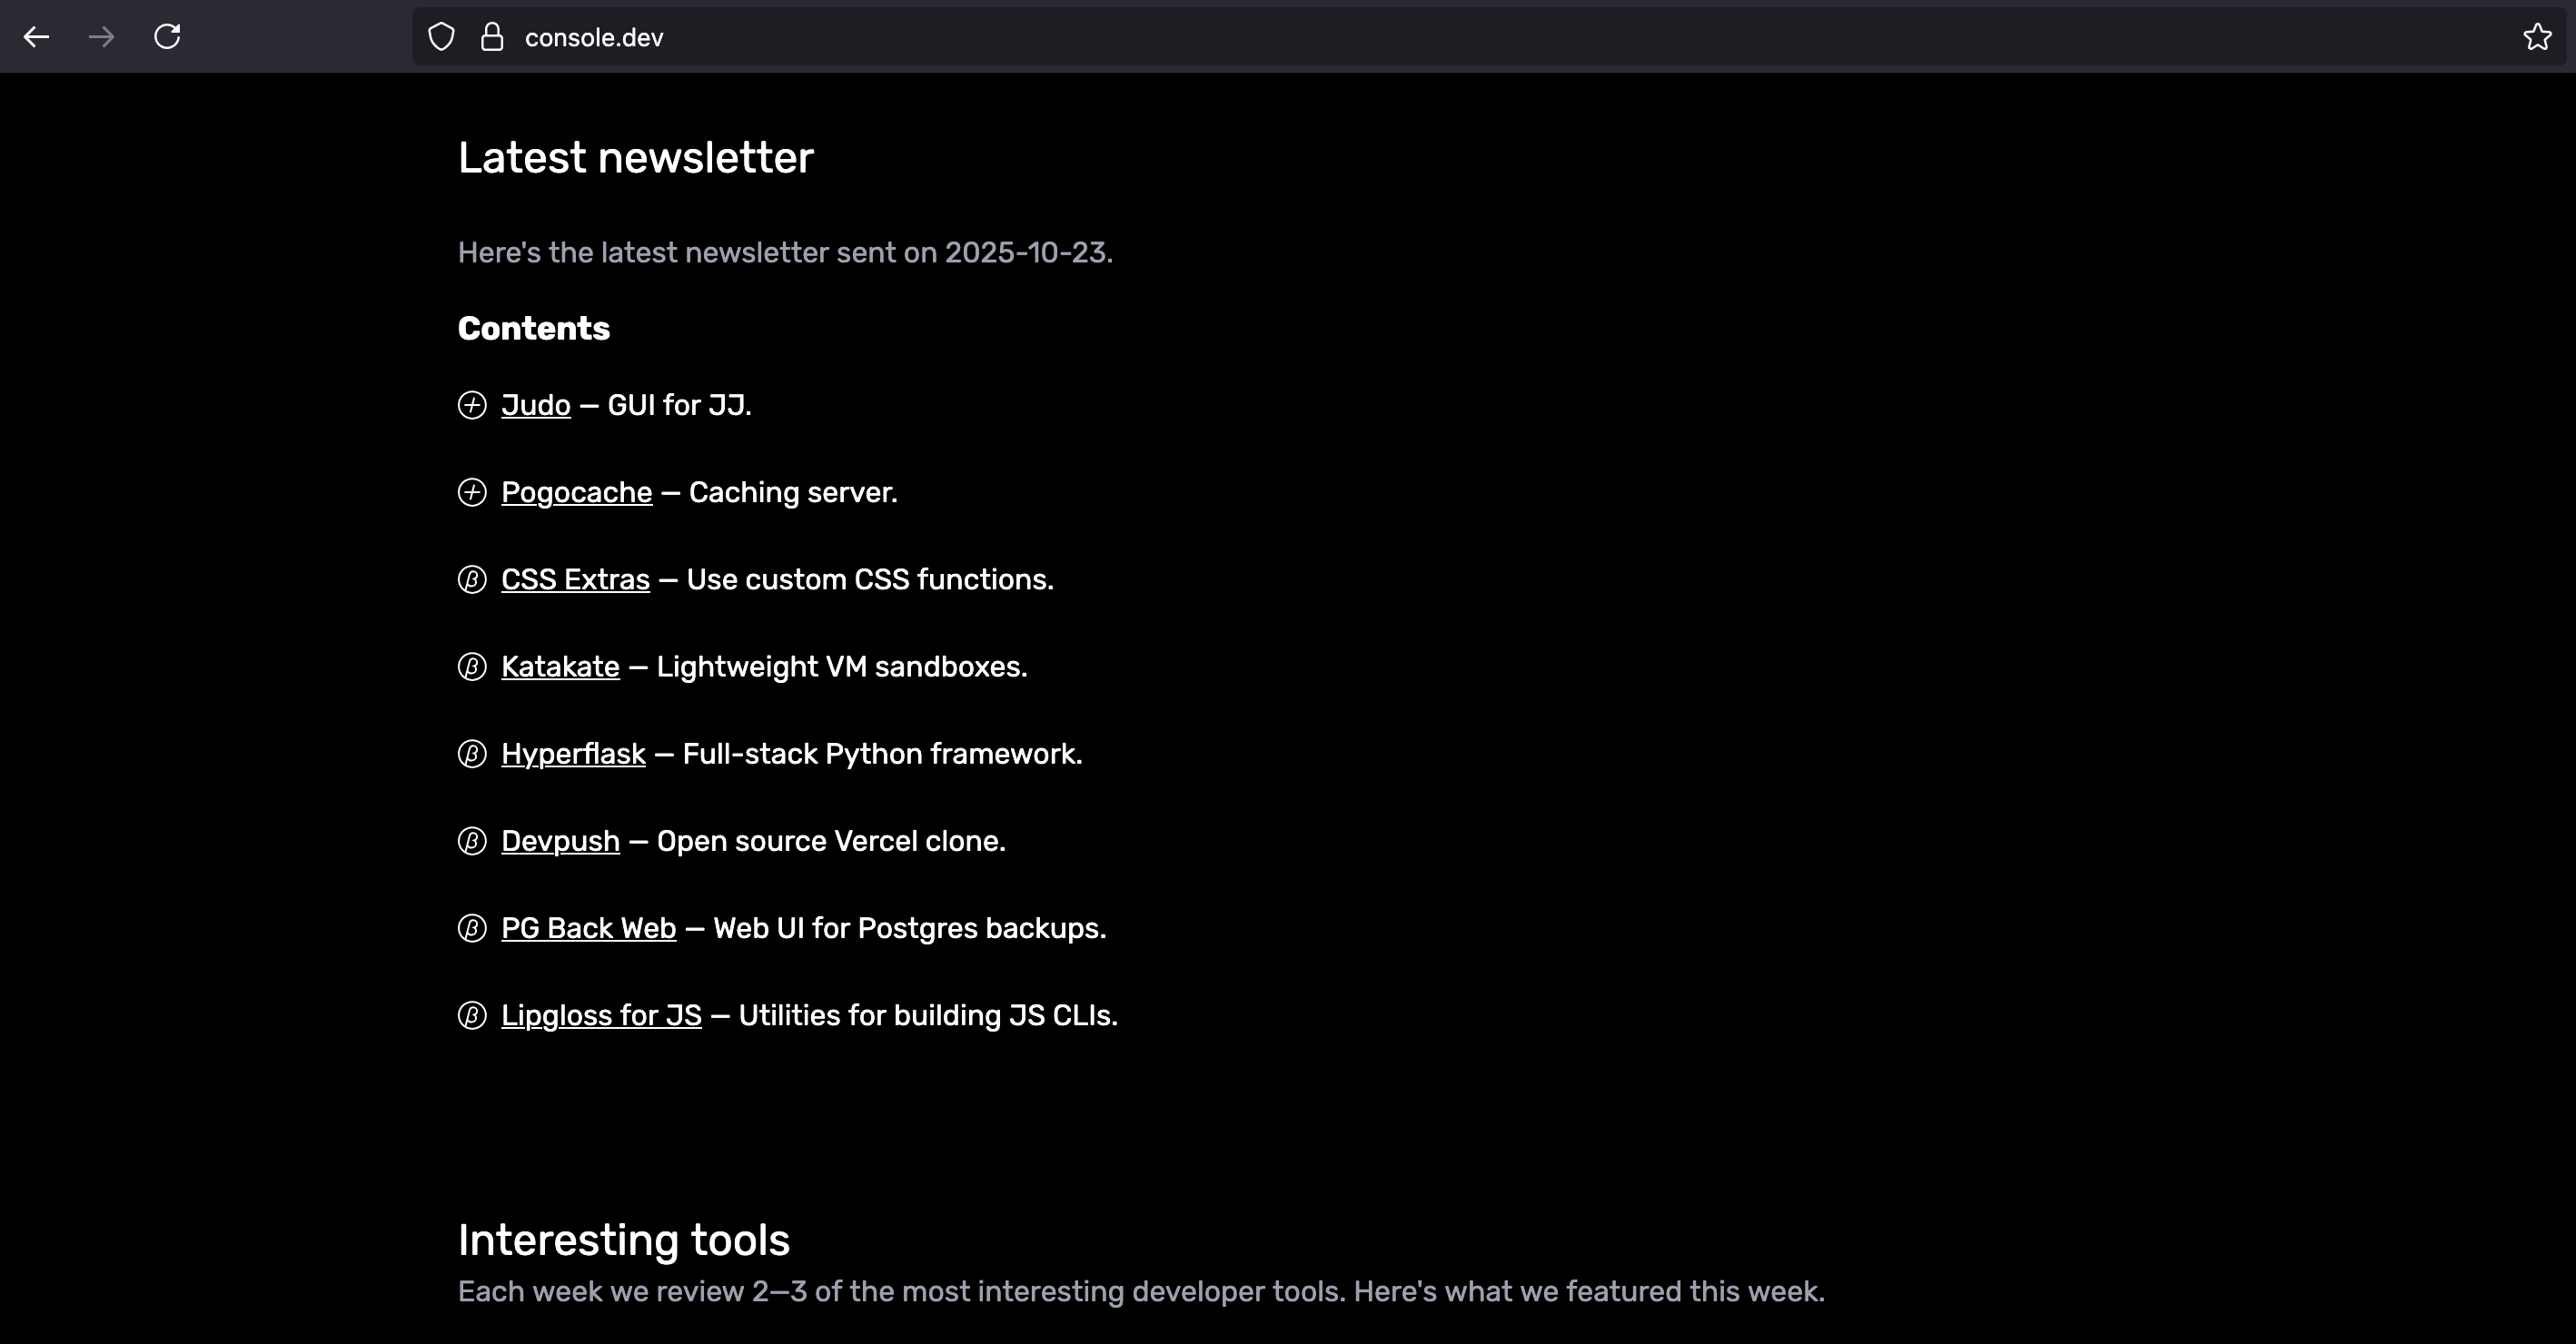 console.dev
Latest newsletter
Here's the latest newsletter sent on 2025-10-23.
Contents
Judo — GUI for JJ.
Pogocache — Caching server.
β CSS Extras — Use custom CSS functions.
β Katakate — Lightweight VM sandboxes.
β Hyperflask — Full-stack Python framework.
β Devpush — Open source Vercel clone.
β PG Back Web — Web UI for Postgres backups.
β Lipgloss for JS — Utilities for building JS CLIs.
Interesting tools
Each week we review 2—3 of the most interesting developer tools. Here's what we featured this week.